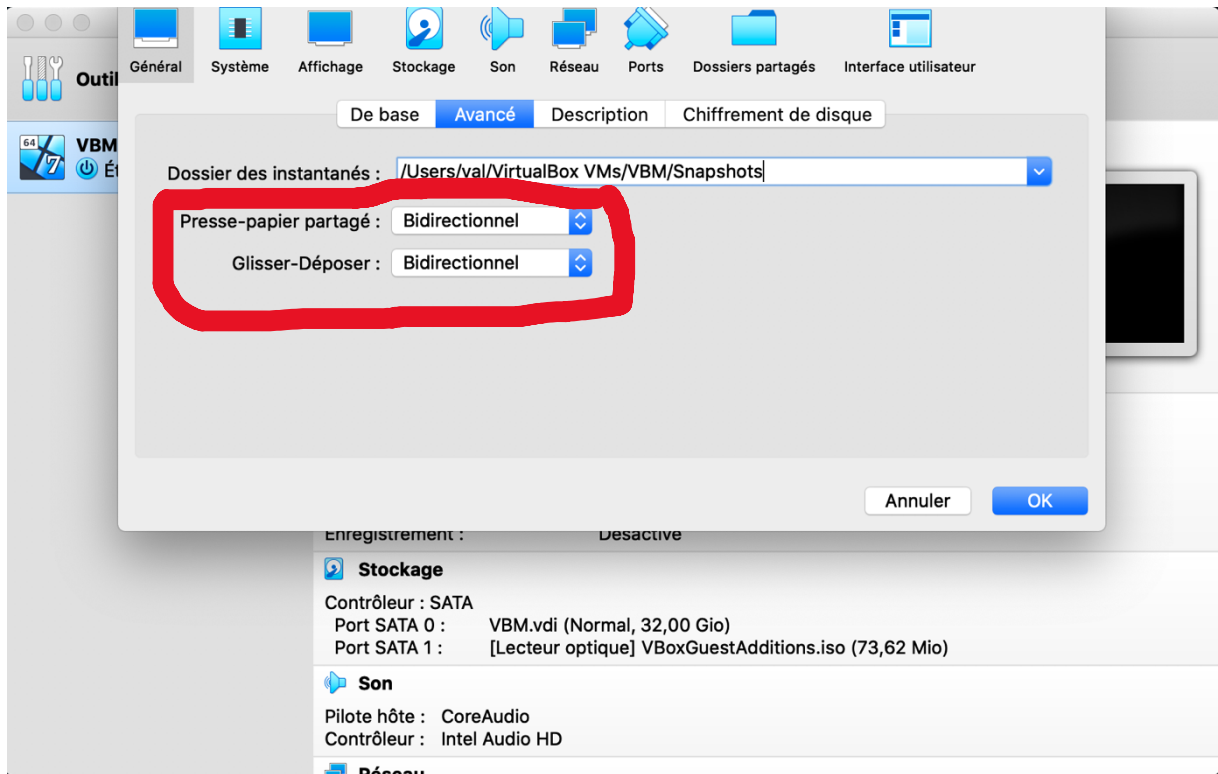 Général Système Affichage Stockage Son Réseau Ports Dossiers partagés Interface utilisateur
Outil
De base Avancé Description Chiffrement de disque
64 VBM
7
Ét
Dossier des instantanés : /Users/val/VirtualBox VMs/VBM/Snapshots
Presse-papier partagé : Bidirectionnel
Glisser-Déposer : Bidirectionnel
Annuler OK
Enregistrement : Désactivé
Stockage
Contrôleur : SATA
Port SATA 0 : VBM.vdi (Normal, 32,00 Gio)
Port SATA 1 : [Lecteur optique] VBoxGuestAdditions.iso (73,62 Mio)
Son
Pilote hôte : CoreAudio
Contrôleur : Intel Audio HD
Réseau